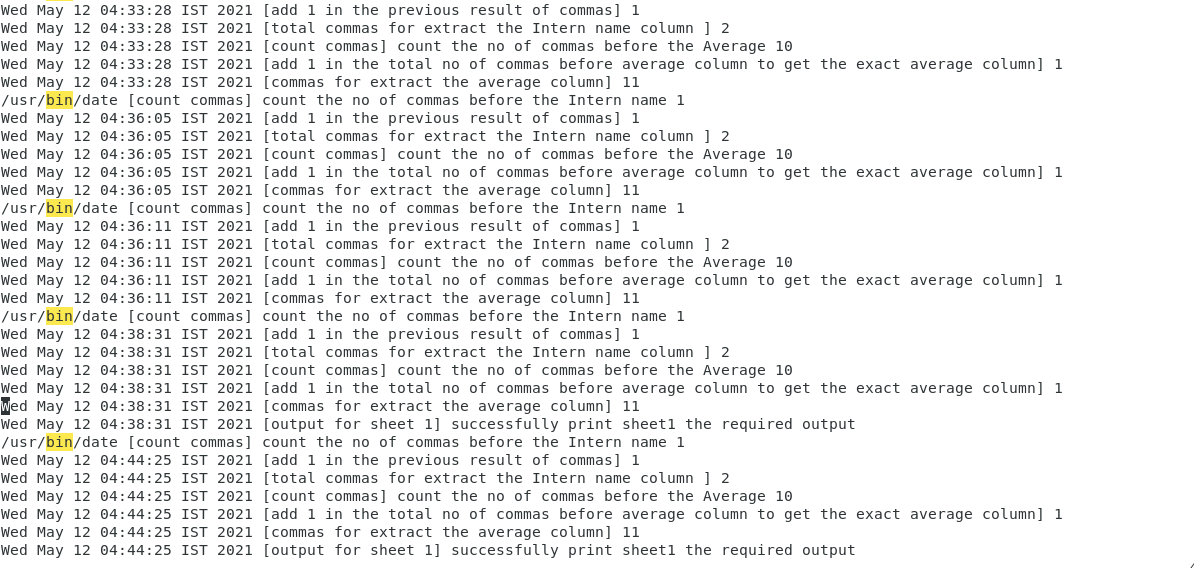 Wed May 12 04:33:28 IST 2021 [add 1 in the previous result of commas] 1
Wed May 12 04:33:28 IST 2021 [total commas for extract the Intern name column ] 2
Wed May 12 04:33:28 IST 2021 [count commas] count the no of commas before the Average 10
Wed May 12 04:33:28 IST 2021 [add 1 in the total no of commas before average column to get the exact average column] 1
Wed May 12 04:33:28 IST 2021 [commas for extract the average column] 11
/usr/bin/date [count commas] count the no of commas before the Intern name 1
Wed May 12 04:36:05 IST 2021 [add 1 in the previous result of commas] 1
Wed May 12 04:36:05 IST 2021 [total commas for extract the Intern name column ] 2
Wed May 12 04:36:05 IST 2021 [count commas] count the no of commas before the Average 10
Wed May 12 04:36:05 IST 2021 [add 1 in the total no of commas before average column to get the exact average column] 1
Wed May 12 04:36:05 IST 2021 [commas for extract the average column] 11
/usr/bin/date [count commas] count the no of commas before the Intern name 1
Wed May 12 04:36:11 IST 2021 [add 1 in the previous result of commas] 1
Wed May 12 04:36:11 IST 2021 [total commas for extract the Intern name column ] 2
Wed May 12 04:36:11 IST 2021 [count commas] count the no of commas before the Average 10
Wed May 12 04:36:11 IST 2021 [add 1 in the total no of commas before average column to get the exact average column] 1
Wed May 12 04:36:11 IST 2021 [commas for extract the average column] 11
/usr/bin/date [count commas] count the no of commas before the Intern name 1
Wed May 12 04:38:31 IST 2021 [add 1 in the previous result of commas] 1
Wed May 12 04:38:31 IST 2021 [total commas for extract the Intern name column ] 2
Wed May 12 04:38:31 IST 2021 [count commas] count the no of commas before the Average 10
Wed May 12 04:38:31 IST 2021 [add 1 in the total no of commas before average column to get the exact average column] 1
Wed May 12 04:38:31 IST 2021 [commas for extract the average column] 11
Wed May 12 04:38:31 IST 2021 [output for sheet 1] successfully print sheet1 the required output
/usr/bin/date [count commas] count the no of commas before the Intern name 1
Wed May 12 04:44:25 IST 2021 [add 1 in the previous result of commas] 1
Wed May 12 04:44:25 IST 2021 [total commas for extract the Intern name column ] 2
Wed May 12 04:44:25 IST 2021 [count commas] count the no of commas before the Average 10
Wed May 12 04:44:25 IST 2021 [add 1 in the total no of commas before average column to get the exact average column] 1
Wed May 12 04:44:25 IST 2021 [commas for extract the average column] 11
Wed May 12 04:44:25 IST 2021 [output for sheet 1] successfully print sheet1 the required output